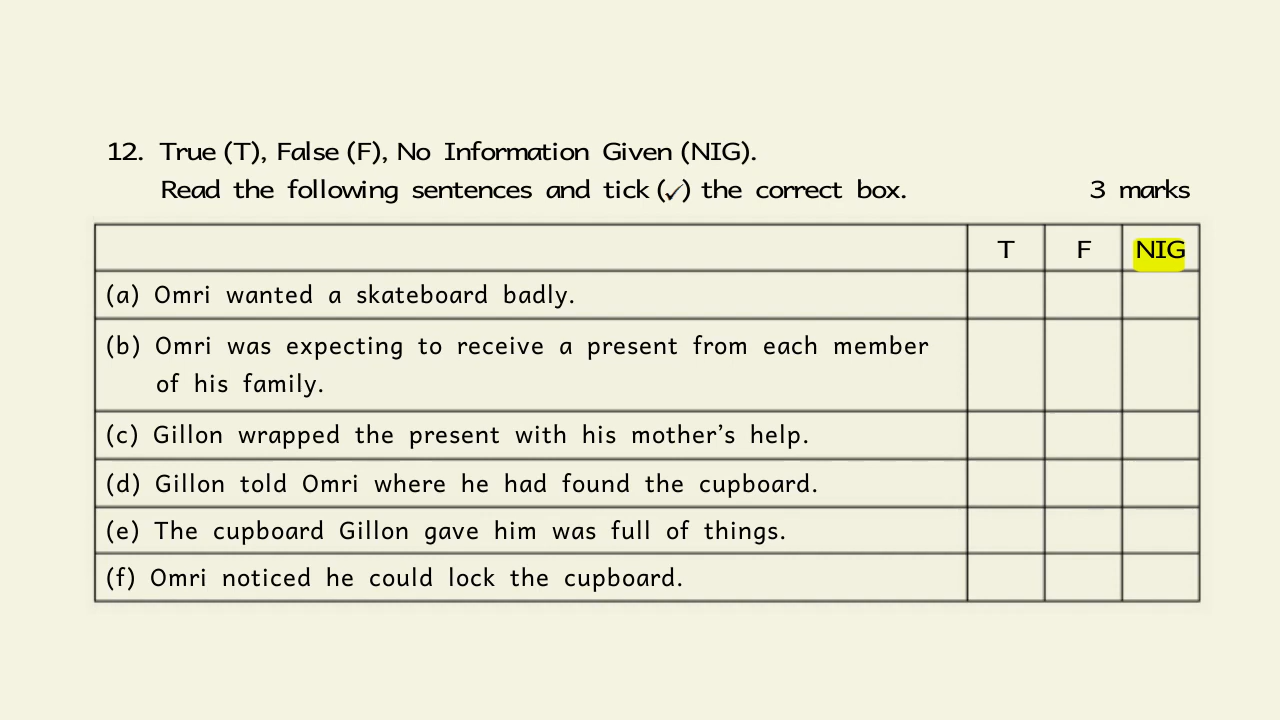 12. True (T), False (F), No Information Given (NIG).
Read the following sentences and tick (✓) the correct box. 3 marks
T F NIG
(a) Omri wanted a skateboard badly.
(b) Omri was expecting to receive a present from each member
of his family.
(c) Gillon wrapped the present with his mother's help.
(d) Gillon told Omri where he had found the cupboard.
(e) The cupboard Gillon gave him was full of things.
(f) Omri noticed he could lock the cupboard.